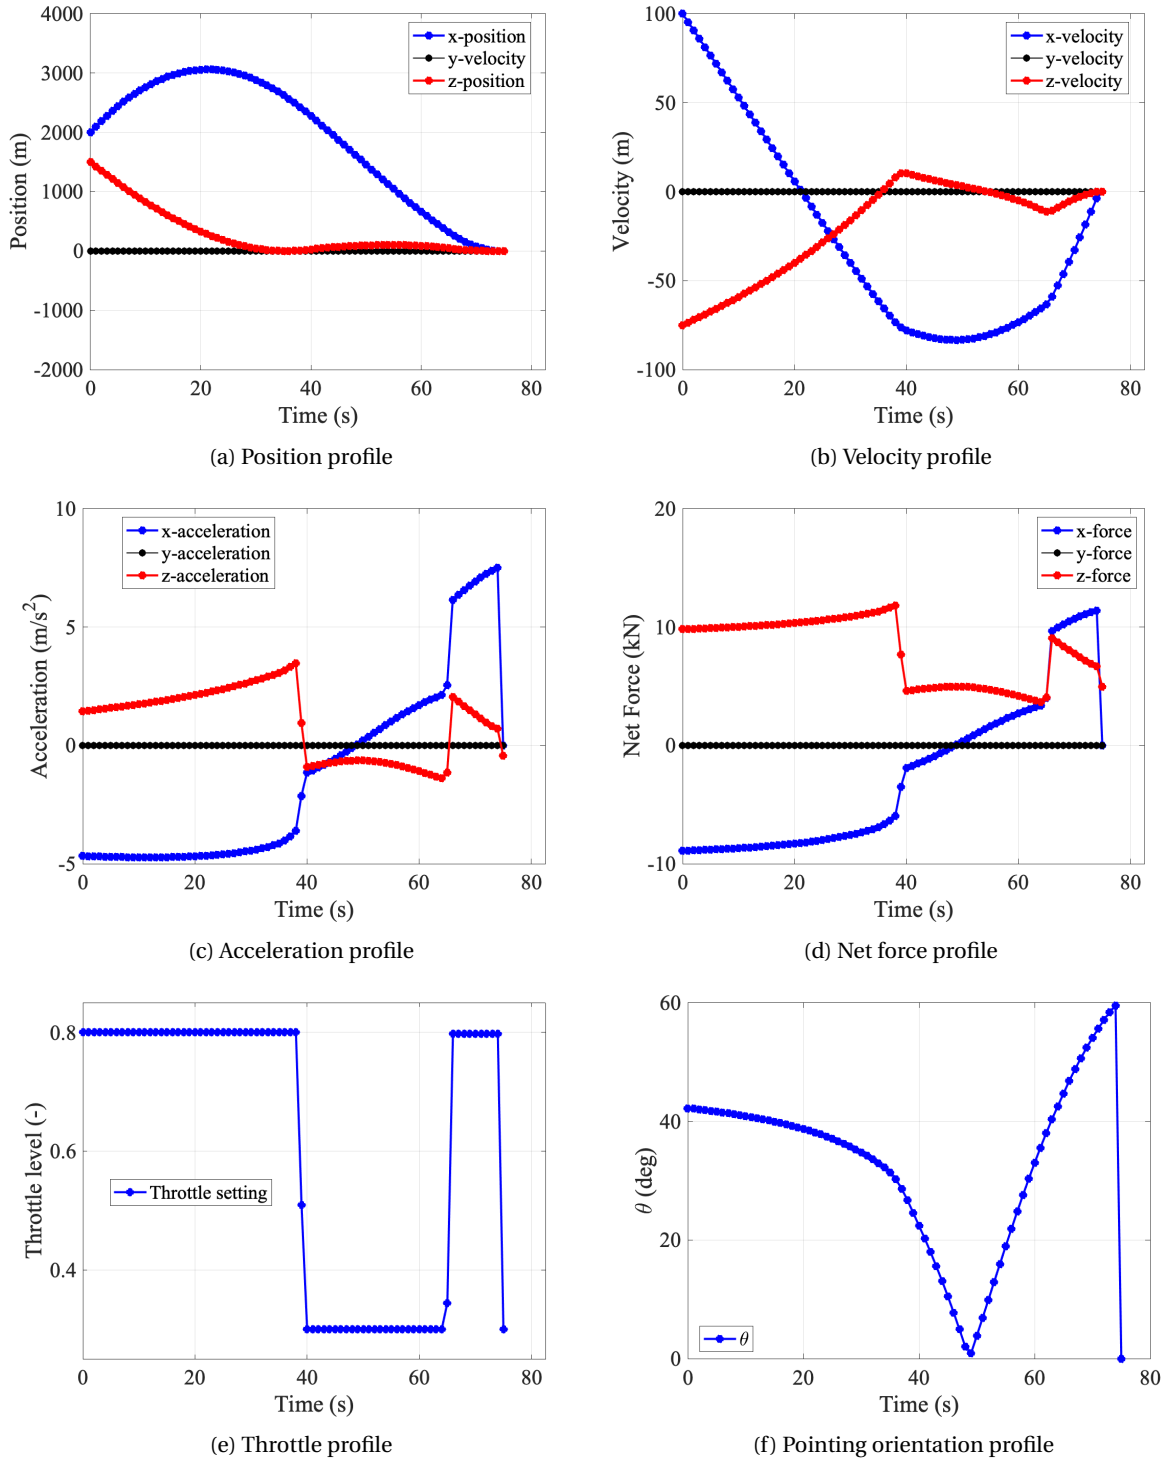 4000
3000
2000
1000
0
-1000
-2000
Position (m)
x-position
y-velocity
z-position
0
20
40
60
80
Time (s)
(a) Position profile
100
50
0
-50
-100
Velocity (m)
x-velocity
y-velocity
z-velocity
0
20
40
60
80
Time (s)
(b) Velocity profile
10
5
0
-5
Acceleration (m/s²)
x-acceleration
y-acceleration
z-acceleration
0
20
40
60
80
Time (s)
(c) Acceleration profile
20
10
0
-10
Net Force (kN)
x-force
y-force
z-force
0
20
40
60
80
Time (s)
(d) Net force profile
0.8
0.6
0.4
Throttle level (-)
Throttle setting
0
20
40
60
80
Time (s)
(e) Throttle profile
60
40
20
0
θ (deg)
θ
0
20
40
60
80
Time (s)
(f) Pointing orientation profile